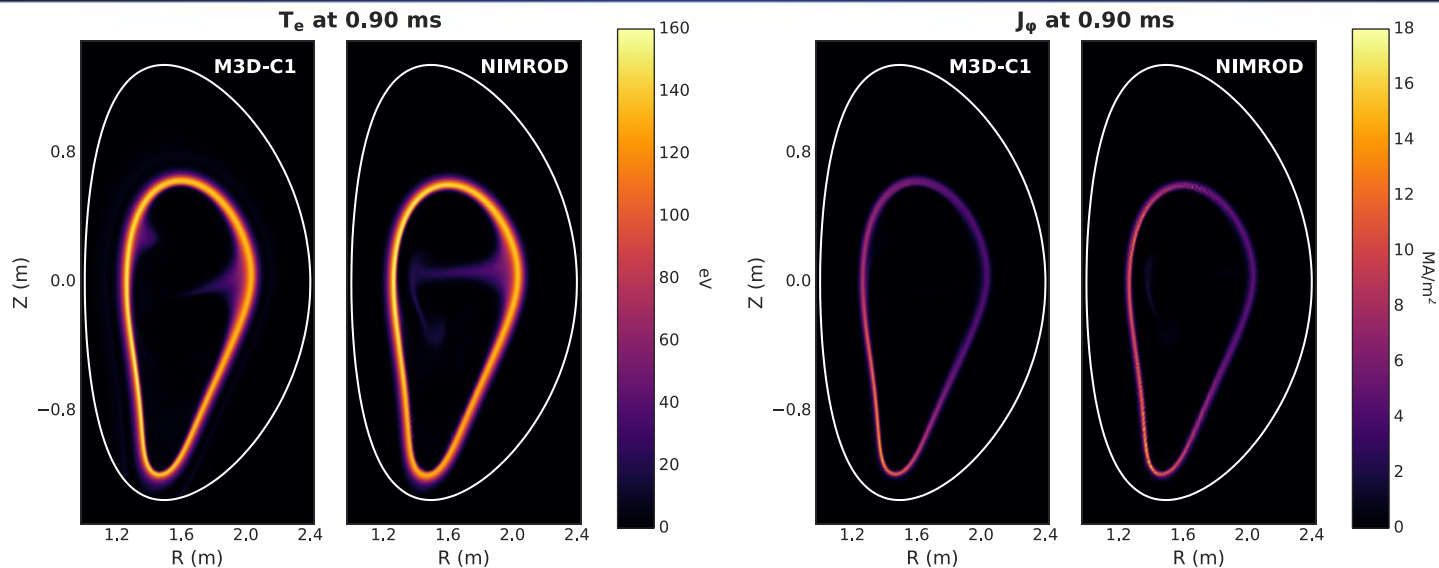 Tₑ at 0.90 ms
M3D-C1
NIMROD
0.8
0.0
−0.8
Z (m)
1.2 1.6 2.0 2.4
R (m)
1.2 1.6 2.0 2.4
R (m)
160
140
120
100
80
60
40
20
0
eV
Jᵩ at 0.90 ms
M3D-C1
NIMROD
0.8
0.0
−0.8
Z (m)
1.2 1.6 2.0 2.4
R (m)
1.2 1.6 2.0 2.4
R (m)
18
16
14
12
10
8
6
4
2
0
MA/m²